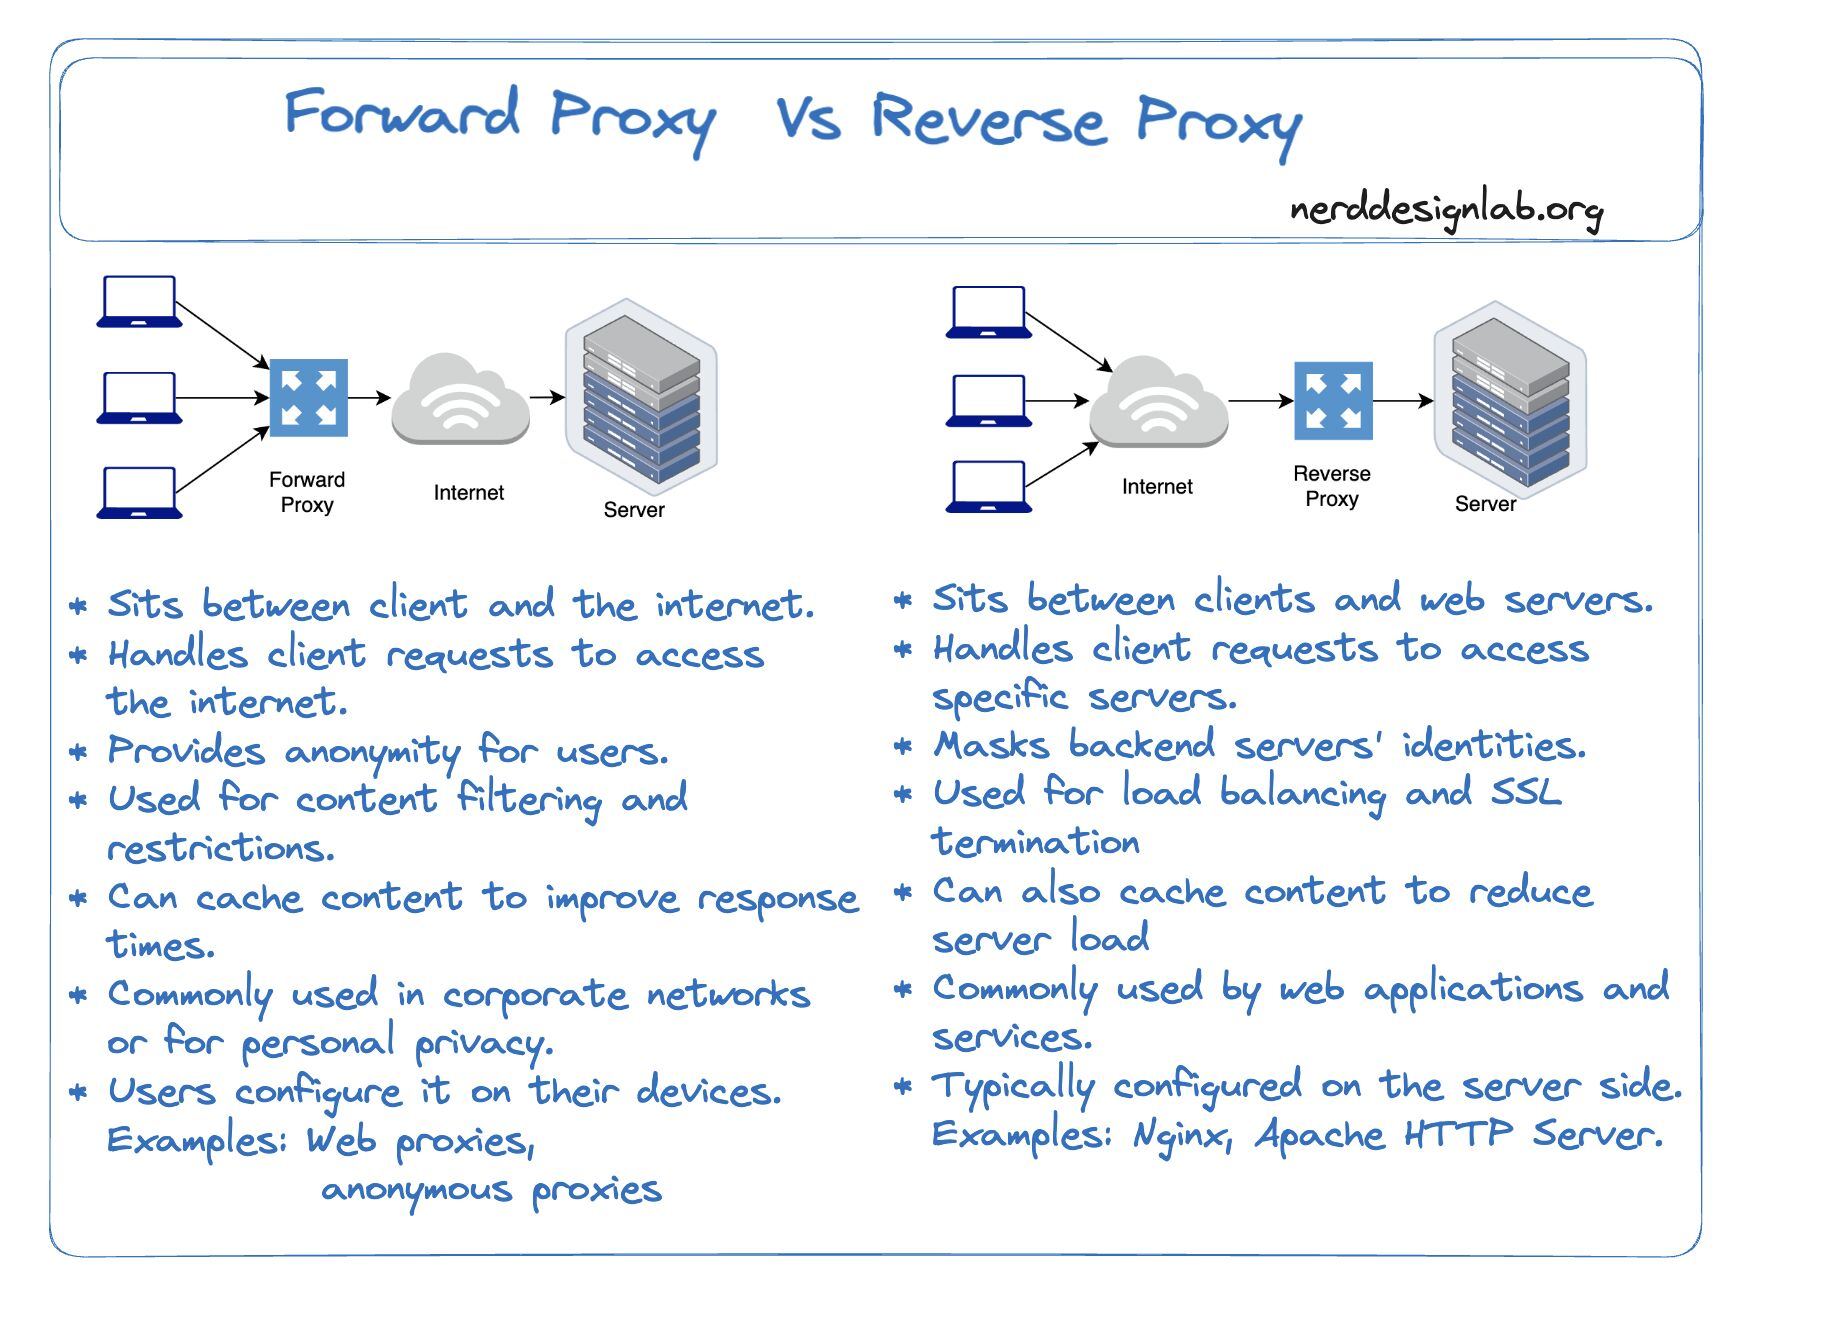 Forward Proxy Vs Reverse Proxy
nerddesignlab.org
Forward
Proxy
Internet
Server
Internet
Reverse
Proxy
Server
* Sits between client and the internet.
* Handles client requests to access
the internet.
* Provides anonymity for users.
* Used for content filtering and
restrictions.
* Can cache content to improve response
times.
* Commonly used in corporate networks
or for personal privacy.
* Users configure it on their devices.
Examples: Web proxies,
anonymous proxies
* Sits between clients and web servers.
* Handles client requests to access
specific servers.
* Masks backend servers' identities.
* Used for load balancing and SSL
termination
* Can also cache content to reduce
server load
* Commonly used by web applications and
services.
* Typically configured on the server side.
Examples: Nginx, Apache HTTP Server.